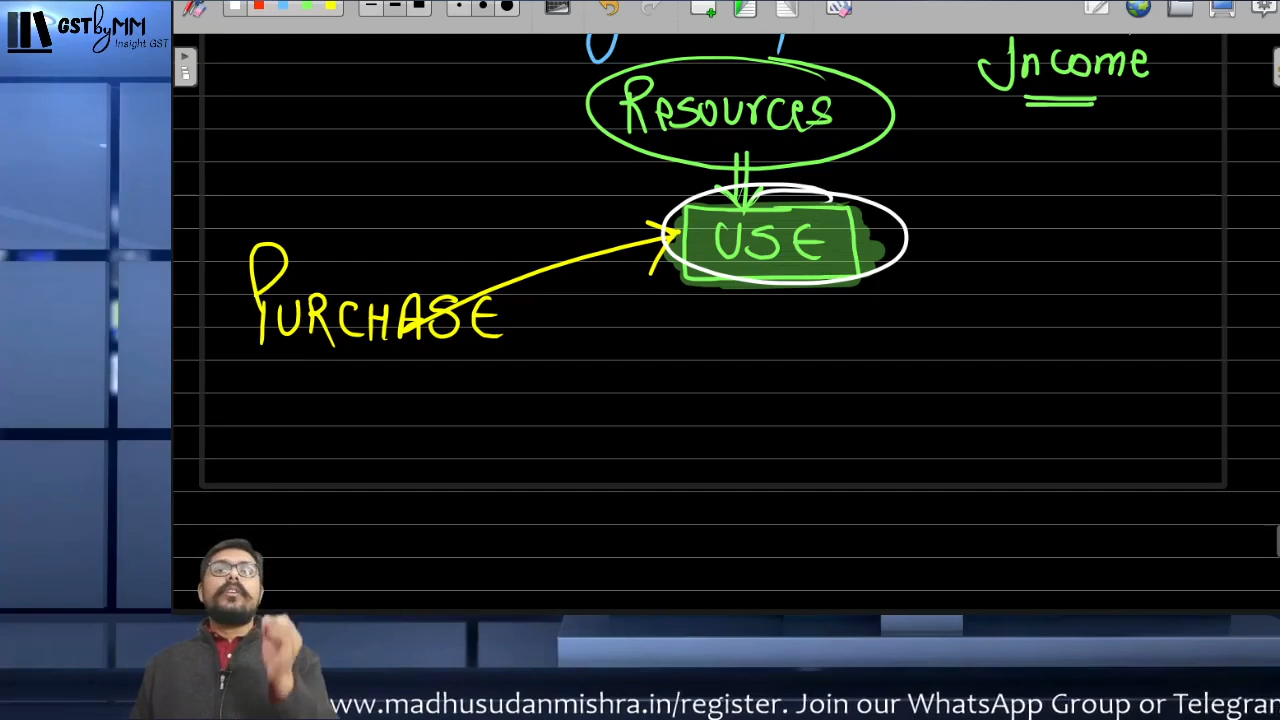 GSTbyMM
Insight GST
Income
Resources
USE
PURCHASE
www.madhusudanmishra.in/register. Join our WhatsApp Group or Telegram